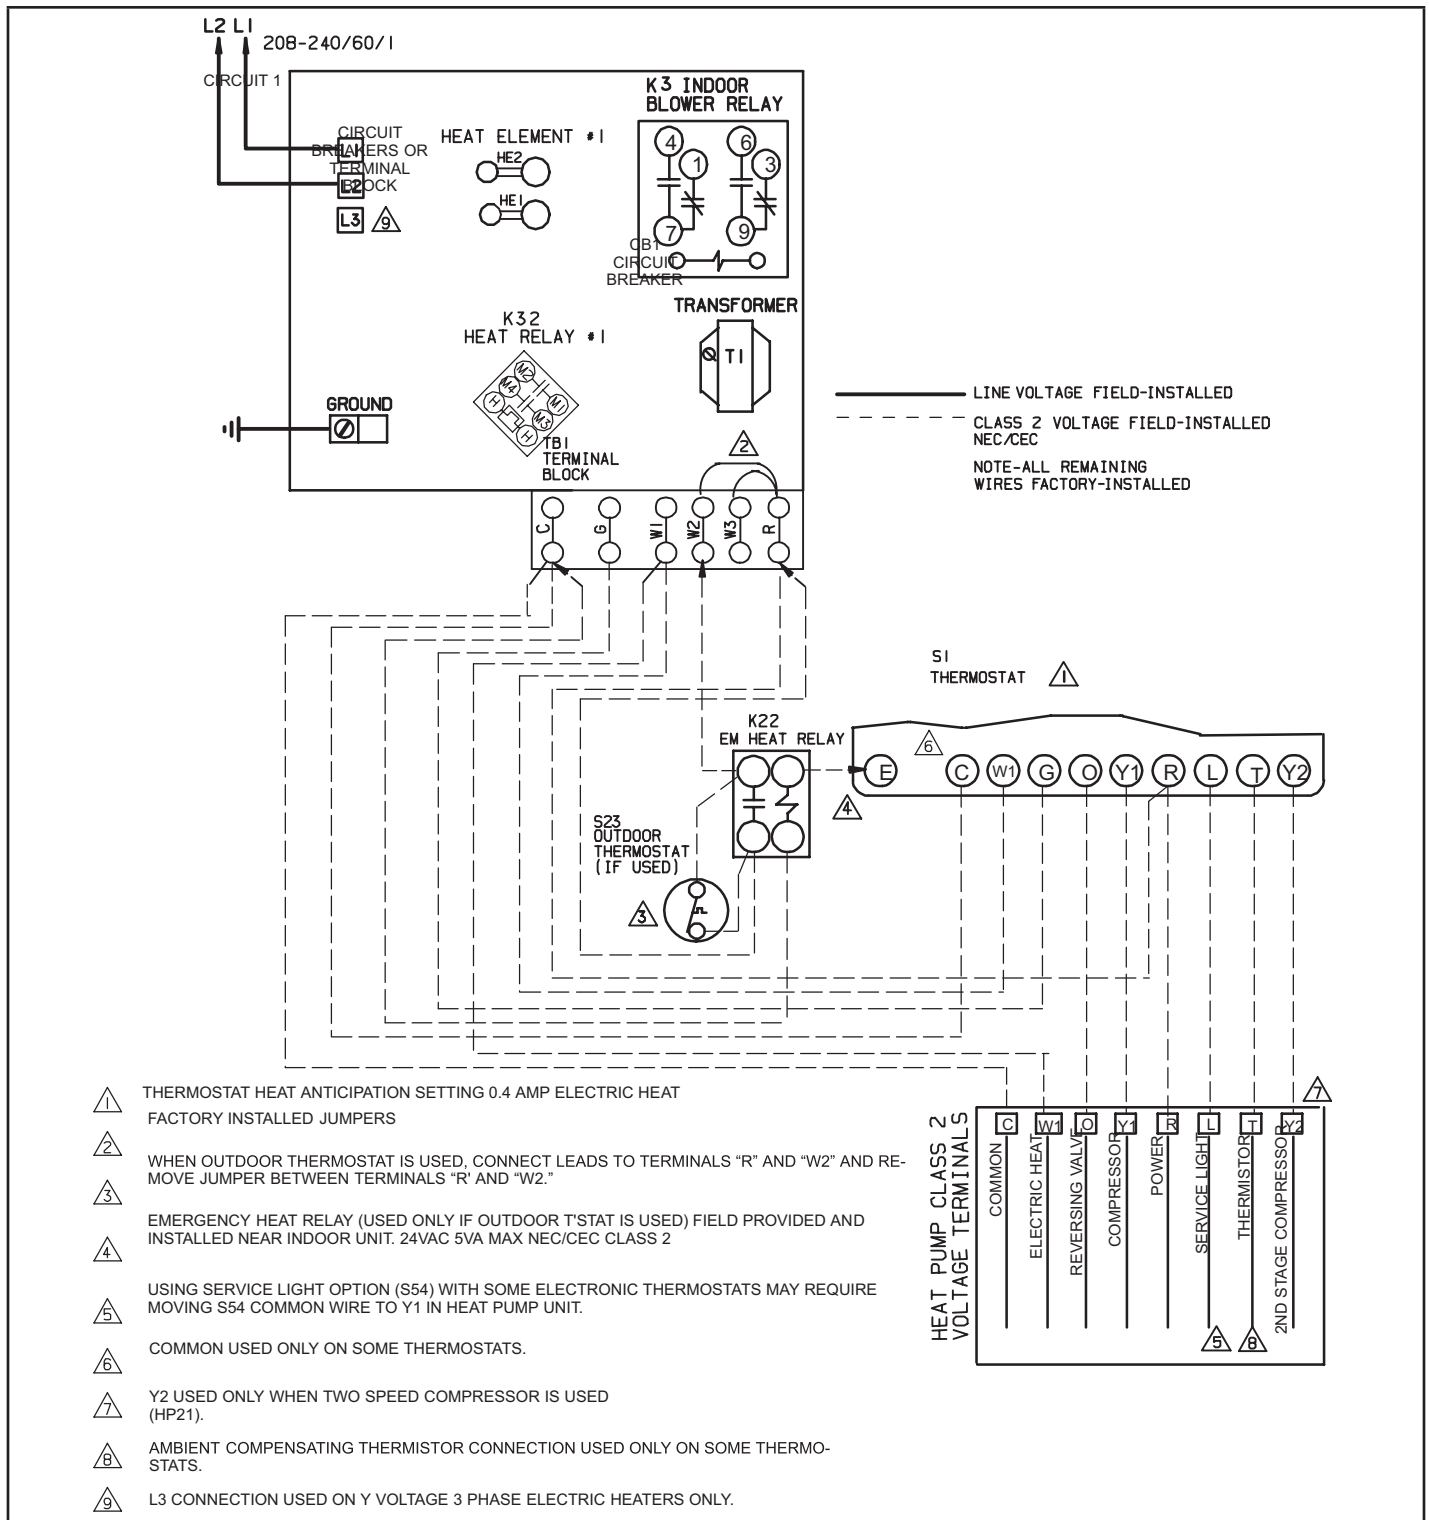 L2 L1
208-240/60/1
CIRCUIT 1
K3 INDOOR
BLOWER RELAY
CIRCUIT
BREAKERS OR
TERMINAL
BLOCK
L1
L2
L3 9
HEAT ELEMENT #1
HE2
HE1
4 6
1 3
7 9
CB1
CIRCUIT
BREAKER
TRANSFORMER
T1
K32
HEAT RELAY #1
M2
M4
M1
H
M3
H
GROUND
TB1
TERMINAL
BLOCK
2
C G W1 W2 W3 R
LINE VOLTAGE FIELD-INSTALLED
CLASS 2 VOLTAGE FIELD-INSTALLED
NEC/CEC
NOTE-ALL REMAINING
WIRES FACTORY-INSTALLED
S1
THERMOSTAT 1
K22
EM HEAT RELAY
6
E C W1 G O Y1 R L T Y2
4
S23
OUTDOOR
THERMOSTAT
(IF USED)
3
7
HEAT PUMP CLASS 2
VOLTAGE TERMINALS
C W1 O Y1 R L T Y2
COMMON
ELECTRIC HEAT
REVERSING VALVE
COMPRESSOR
POWER
SERVICE LIGHT
THERMISTOR
2ND STAGE COMPRESSOR
5 8
1 THERMOSTAT HEAT ANTICIPATION SETTING 0.4 AMP ELECTRIC HEAT
FACTORY INSTALLED JUMPERS
2
WHEN OUTDOOR THERMOSTAT IS USED, CONNECT LEADS TO TERMINALS “R” AND “W2” AND RE-
MOVE JUMPER BETWEEN TERMINALS “R' AND “W2.”
3
EMERGENCY HEAT RELAY (USED ONLY IF OUTDOOR T'STAT IS USED) FIELD PROVIDED AND
INSTALLED NEAR INDOOR UNIT. 24VAC 5VA MAX NEC/CEC CLASS 2
4
USING SERVICE LIGHT OPTION (S54) WITH SOME ELECTRONIC THERMOSTATS MAY REQUIRE
MOVING S54 COMMON WIRE TO Y1 IN HEAT PUMP UNIT.
5
COMMON USED ONLY ON SOME THERMOSTATS.
6
Y2 USED ONLY WHEN TWO SPEED COMPRESSOR IS USED
(HP21).
7
AMBIENT COMPENSATING THERMISTOR CONNECTION USED ONLY ON SOME THERMO-
STATS.
8
9 L3 CONNECTION USED ON Y VOLTAGE 3 PHASE ELECTRIC HEATERS ONLY.